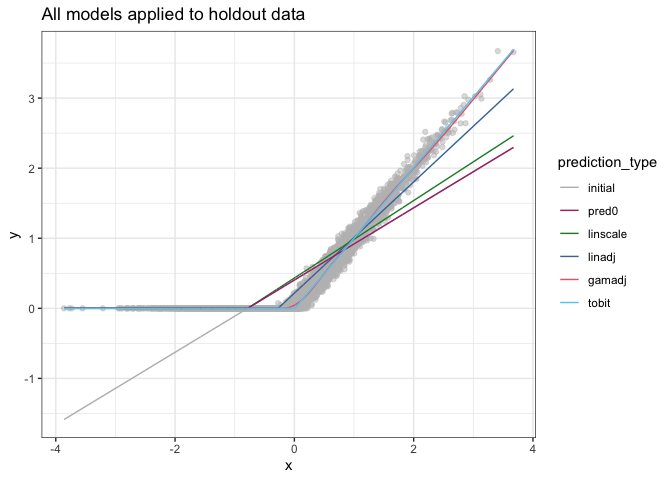 All models applied to holdout data
prediction_type
initial
pred0
linscale
linadj
gamadj
tobit
3
2
1
0
-1
y
-4
-2
0
2
4
x